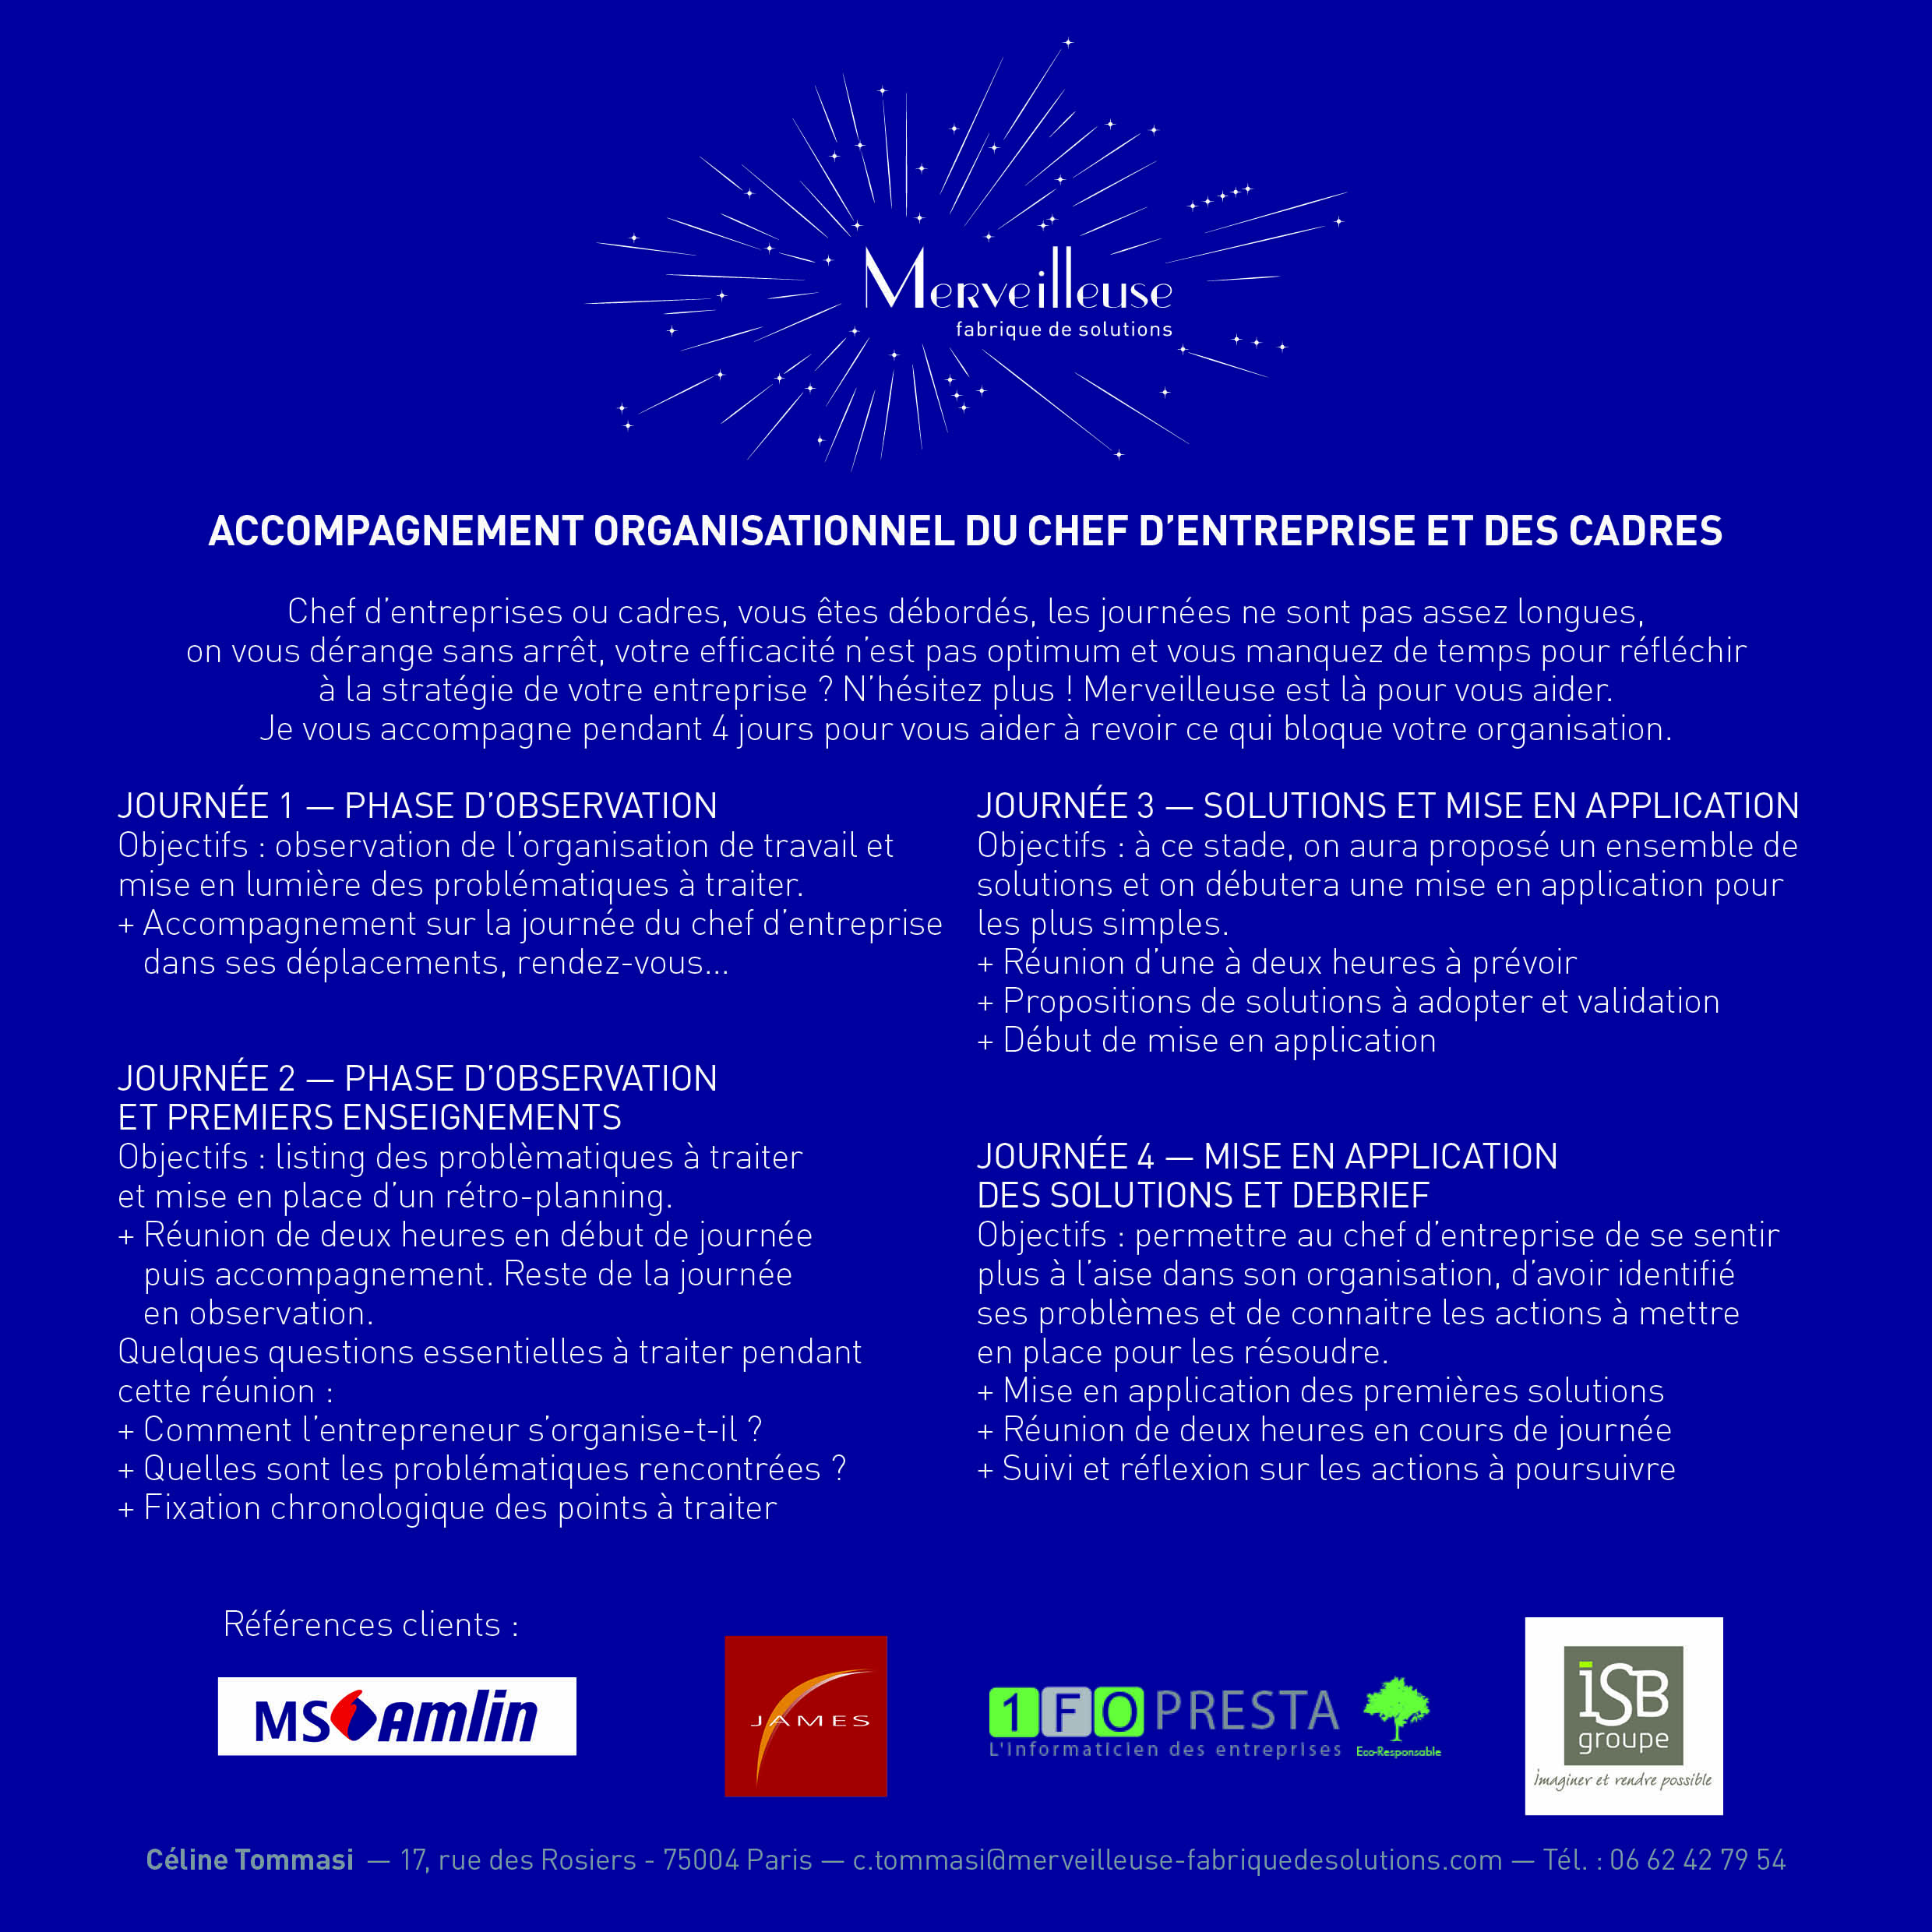 Merveilleuse
fabrique de solutions
ACCOMPAGNEMENT ORGANISATIONNEL DU CHEF D’ENTREPRISE ET DES CADRES
Chef d’entreprises ou cadres, vous êtes débordés, les journées ne sont pas assez longues,
on vous dérange sans arrêt, votre efficacité n’est pas optimum et vous manquez de temps pour réfléchir
à la stratégie de votre entreprise ? N’hésitez plus ! Merveilleuse est là pour vous aider.
Je vous accompagne pendant 4 jours pour vous aider à revoir ce qui bloque votre organisation.
JOURNÉE 1 — PHASE D’OBSERVATION
Objectifs : observation de l’organisation de travail et
mise en lumière des problématiques à traiter.
+ Accompagnement sur la journée du chef d’entreprise
dans ses déplacements, rendez-vous...
JOURNÉE 2 — PHASE D’OBSERVATION
ET PREMIERS ENSEIGNEMENTS
Objectifs : listing des problèmatiques à traiter
et mise en place d’un rétro-planning.
+ Réunion de deux heures en début de journée
puis accompagnement. Reste de la journée
en observation.
Quelques questions essentielles à traiter pendant
cette réunion :
+ Comment l’entrepreneur s’organise-t-il ?
+ Quelles sont les problématiques rencontrées ?
+ Fixation chronologique des points à traiter
JOURNÉE 3 — SOLUTIONS ET MISE EN APPLICATION
Objectifs : à ce stade, on aura proposé un ensemble de
solutions et on débutera une mise en application pour
les plus simples.
+ Réunion d’une à deux heures à prévoir
+ Propositions de solutions à adopter et validation
+ Début de mise en application
JOURNÉE 4 — MISE EN APPLICATION
DES SOLUTIONS ET DEBRIEF
Objectifs : permettre au chef d’entreprise de se sentir
plus à l’aise dans son organisation, d’avoir identifié
ses problèmes et de connaitre les actions à mettre
en place pour les résoudre.
+ Mise en application des premières solutions
+ Réunion de deux heures en cours de journée
+ Suivi et réflexion sur les actions à poursuivre
Références clients :
MS amlin
JAMES
1FO PRESTA
L'informaticien des entreprises
Eco-Responsable
iSB
groupe
Imaginer et rendre possible
Céline Tommasi — 17, rue des Rosiers - 75004 Paris — c.tommasi@merveilleuse-fabriquedesolutions.com — Tél. : 06 62 42 79 54